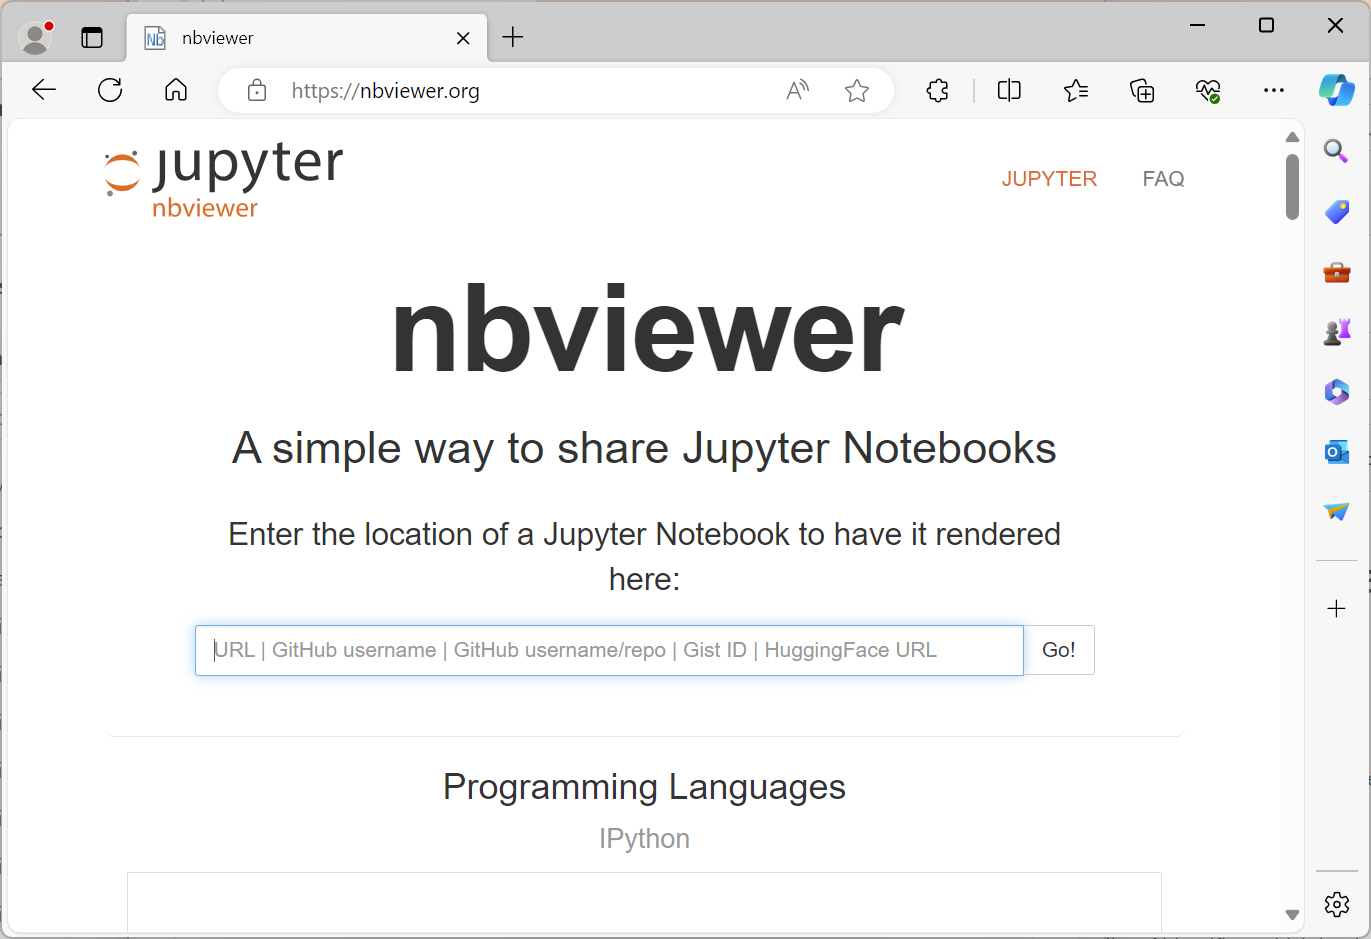 nbviewer
https://nbviewer.org
jupyter
nbviewer
JUPYTER FAQ
nbviewer
A simple way to share Jupyter Notebooks
Enter the location of a Jupyter Notebook to have it rendered
here:
URL | GitHub username | GitHub username/repo | Gist ID | HuggingFace URL Go!
Programming Languages
IPython